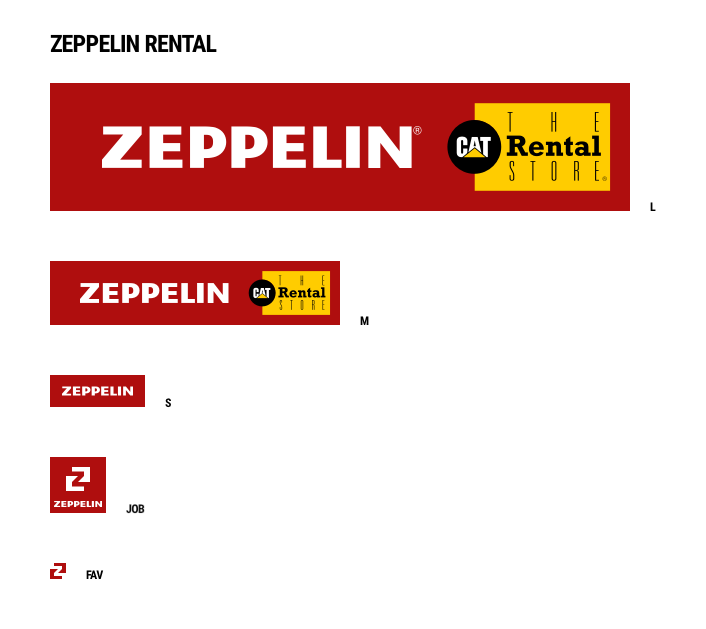 ZEPPELIN RENTAL
ZEPPELIN®
CAT
THE
Rental
STORE®
L
ZEPPELIN
CAT
THE
Rental
STORE
M
ZEPPELIN
S
Z
ZEPPELIN
JOB
Z
FAV